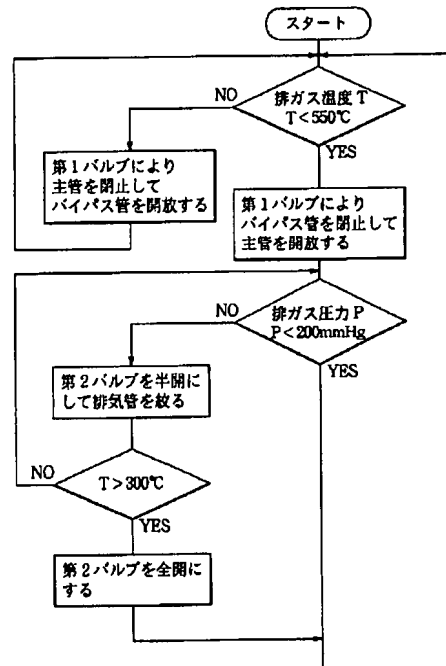 スタート
排ガス温度T
T<550℃
NO
YES
第1バルブにより
主管を閉止して
バイパス管を開放する
第1バルブにより
バイパス管を閉止して
主管を開放する
排ガス圧力P
P<200mmHg
NO
YES
第2バルブを半開に
して排気管を絞る
NO
T>300℃
YES
第2バルブを全開に
する